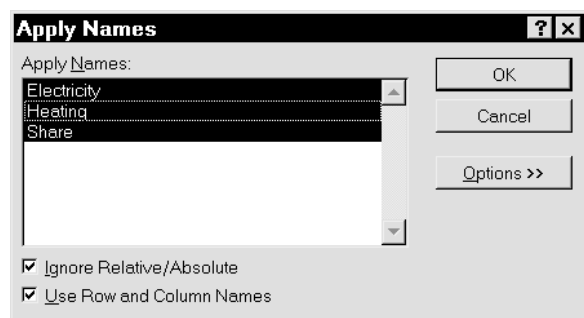 Apply Names
? ×
Apply Names:
Electricity
Heating
Share
OK
Cancel
Options >>
Ignore Relative/Absolute
Use Row and Column Names